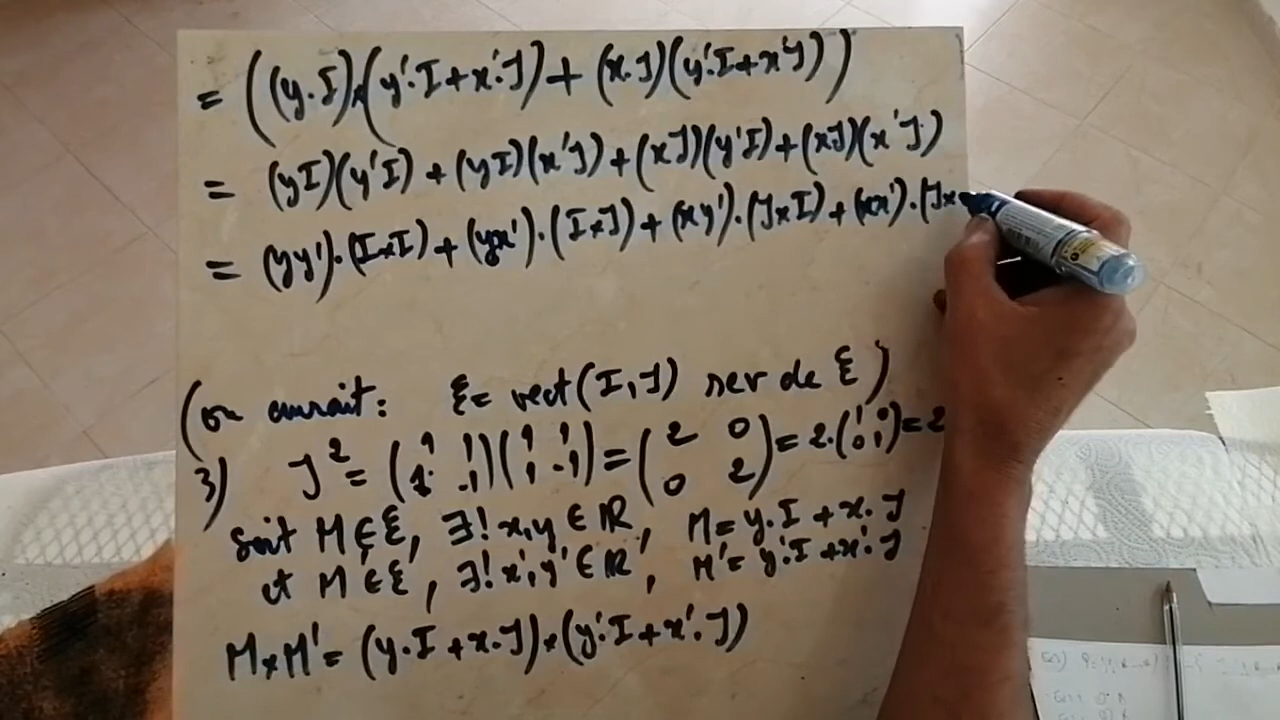 = ((y.I)×(y'.I+x'.J)+(x.J)(y'.I+x'J))
= (yI)(y'I)+(yI)(x'J)+(xJ)(y'I)+(xJ)(x'J)
= (yy').(I×I)+(yx').(I×J)+(xy').(J×I)+(xx').(J×
(on aurait: ξ= vect(I,J) sev de ξ)
3) J²=(1 1 1 -1)(1 1 1 -1)=(2 0 0 2)=2.(1 0 0 1)=2
Soit M∈ξ, ∃! x,y∈ℝ, M=y.I+x.J
et M'∈ξ, ∃! x',y'∈ℝ, M'=y'.I+x'.J
M×M'=(y.I+x.J)×(y'.I+x'.J)